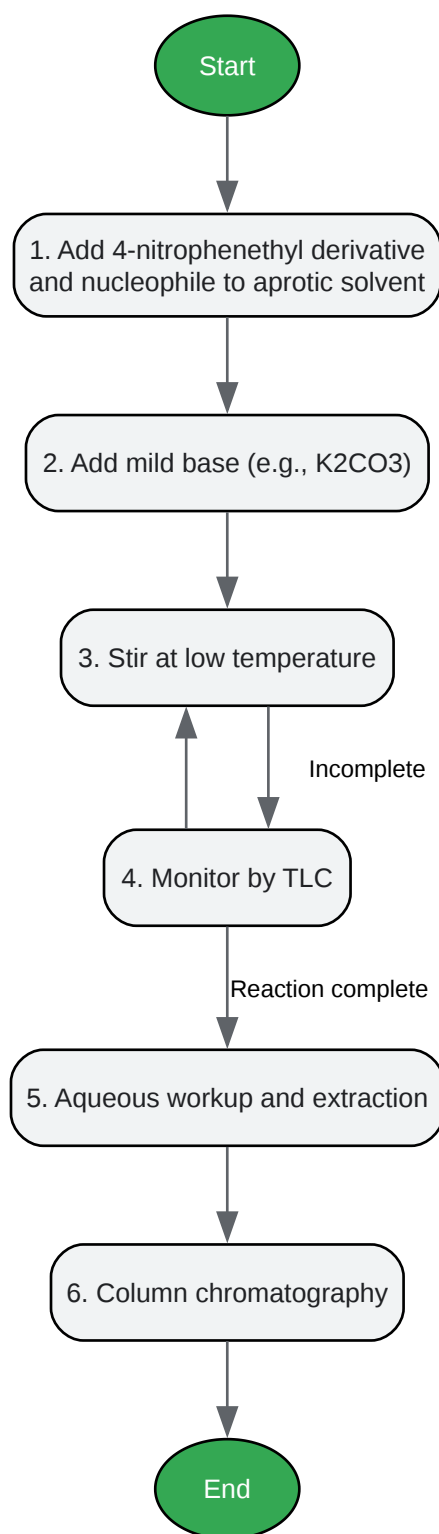 Start
1. Add 4-nitrophenethyl derivative
and nucleophile to aprotic solvent
2. Add mild base (e.g., K2CO3)
3. Stir at low temperature
Incomplete
4. Monitor by TLC
Reaction complete
5. Aqueous workup and extraction
6. Column chromatography
End